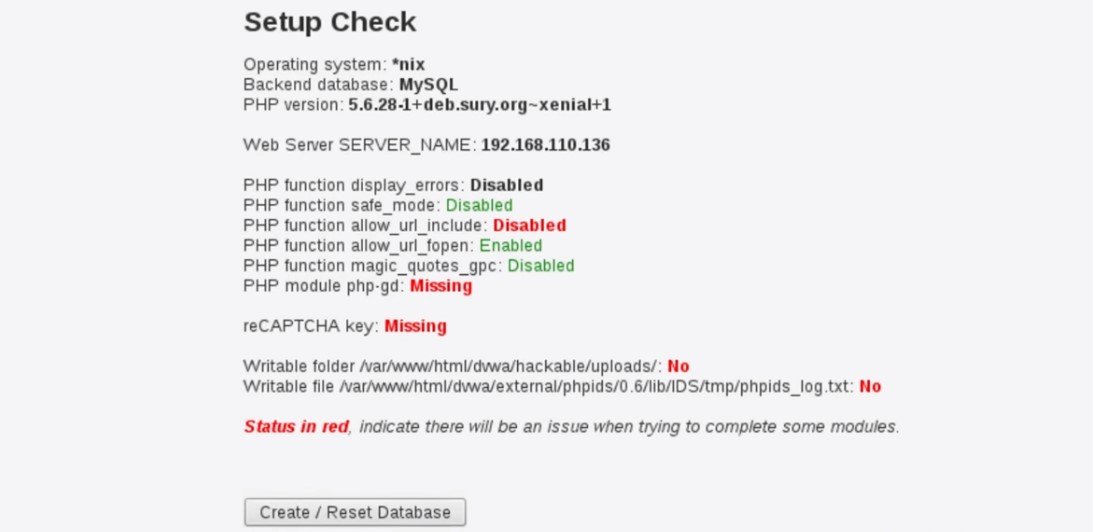 Setup Check
Operating system: *nix
Backend database: MySQL
PHP version: 5.6.28-1+deb.sury.org~xenial+1
Web Server SERVER_NAME: 192.168.110.136
PHP function display_errors: Disabled
PHP function safe_mode: Disabled
PHP function allow_url_include: Disabled
PHP function allow_url_fopen: Enabled
PHP function magic_quotes_gpc: Disabled
PHP module php-gd: Missing
reCAPTCHA key: Missing
Writable folder /var/www/html/dvwa/hackable/uploads/: No
Writable file /var/www/html/dvwa/external/phpids/0.6/lib/IDS/tmp/phpids_log.txt: No
Status in red, indicate there will be an issue when trying to complete some modules.
Create / Reset Database